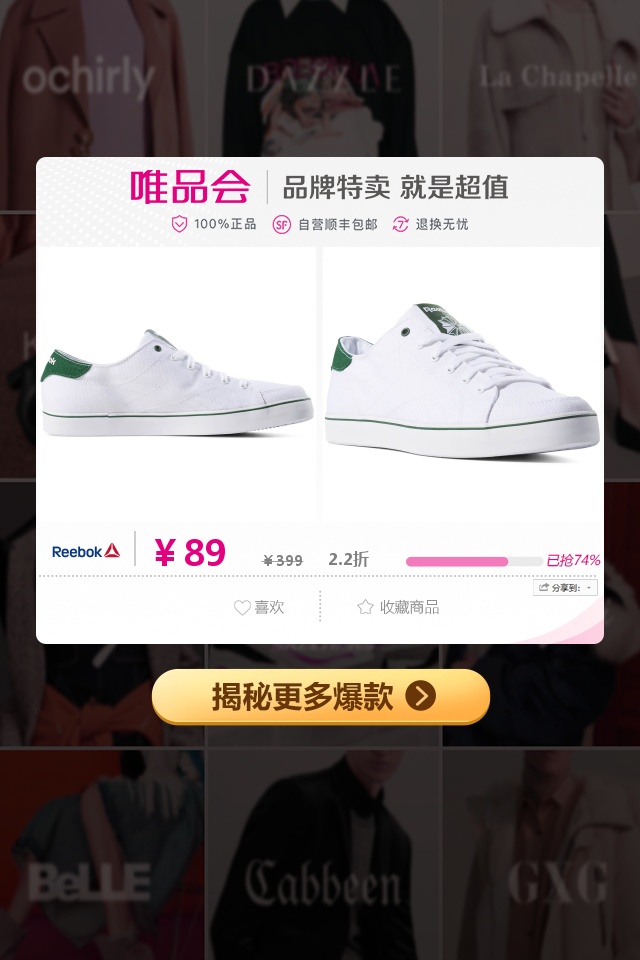 ochirly
DAZZLE
La Chapelle
唯品会 品牌特卖 就是超值
100%正品 SF 自营顺丰包邮 7 退换无忧
Reebok ¥89 ¥399 2.2折 已抢74%
分享到:
喜欢 收藏商品
揭秘更多爆款
BeLLE
Cabbeen
GXG